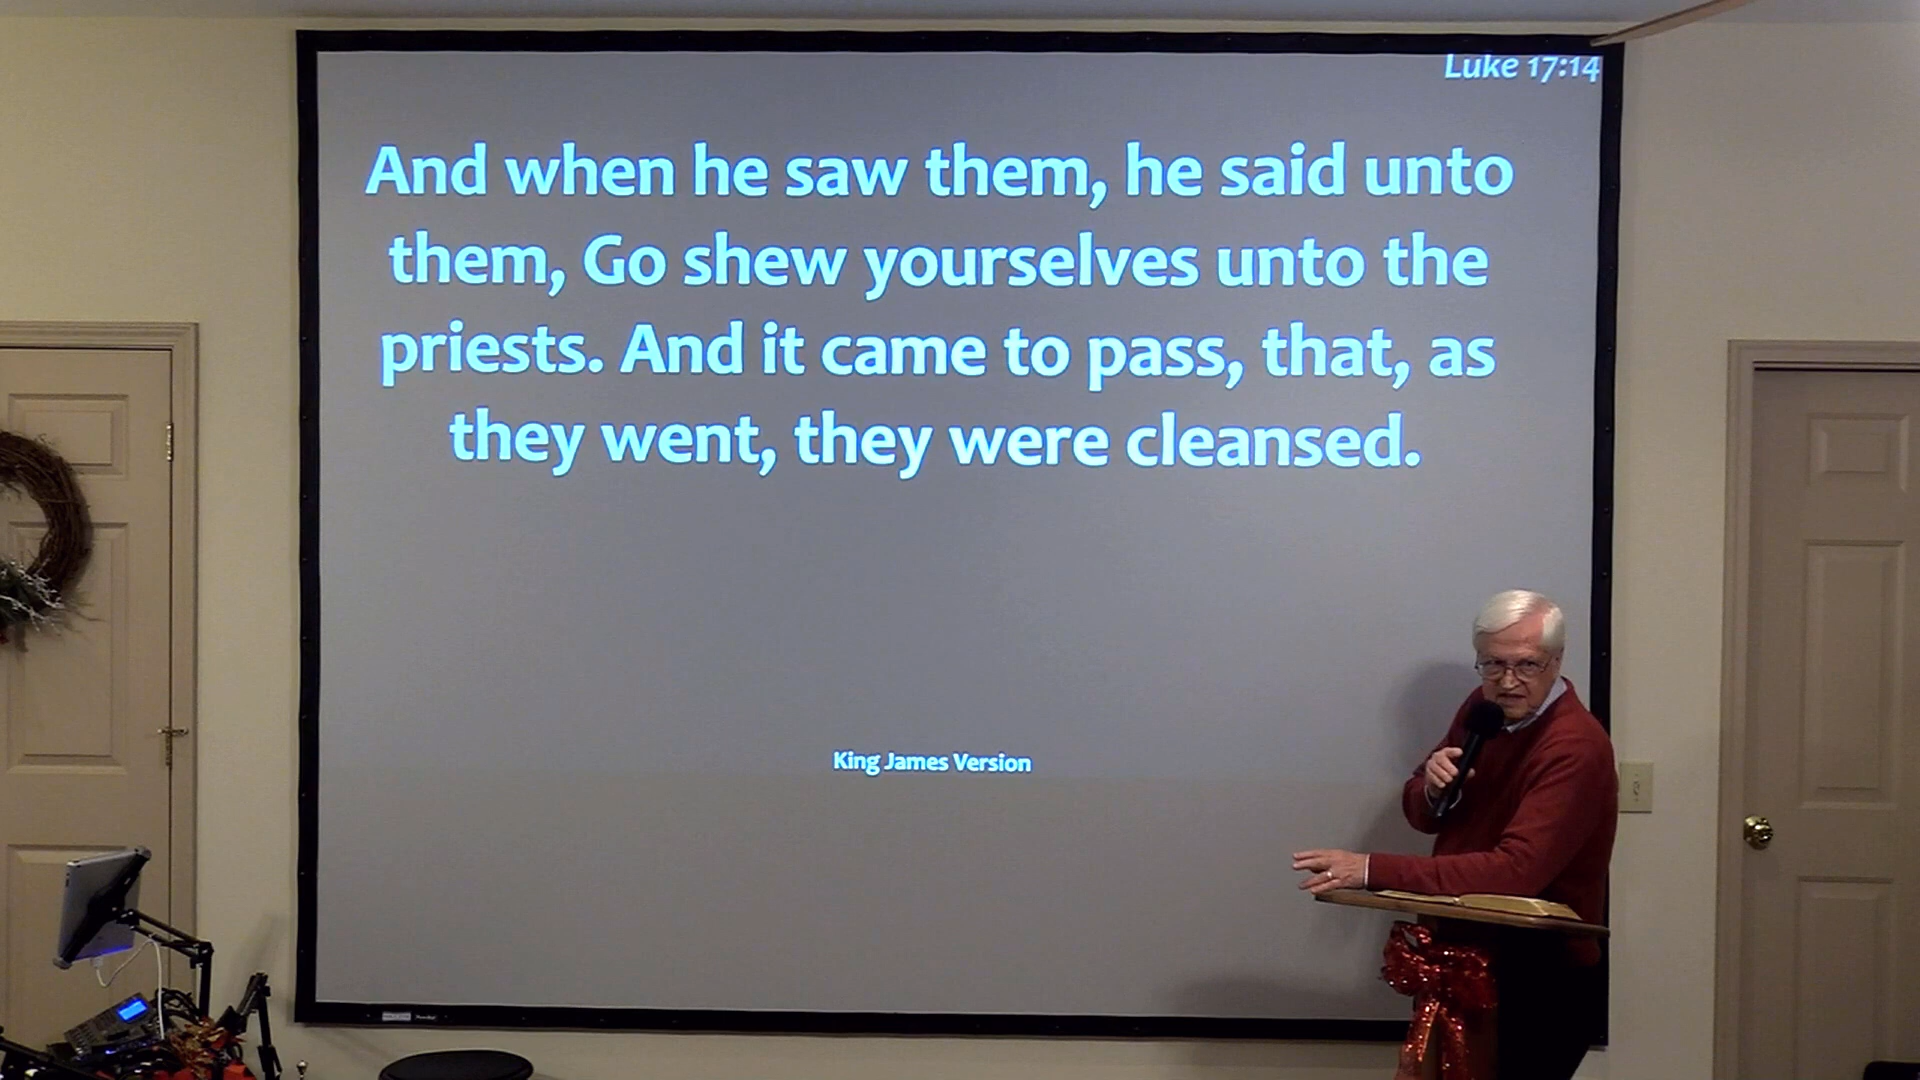 Luke 17:14
And when he saw them, he said unto
them, Go shew yourselves unto the
priests. And it came to pass, that, as
they went, they were cleansed.
King James Version